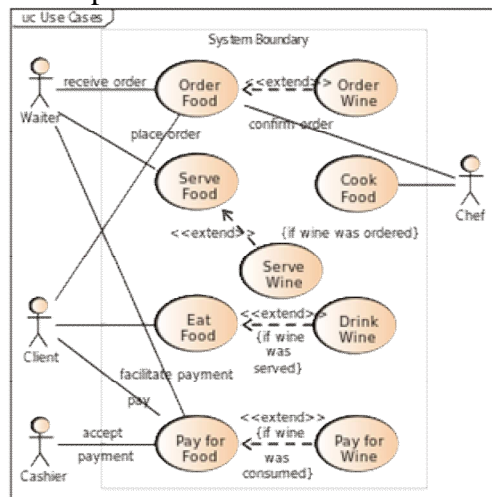 uc Use Cases
System Boundary
receive order
Order
Food
<<extend>>
Order
Wine
Waiter
place order
confirm order
Serve
Food
Cook
Food
Chef
<<extend>>
{if wine was ordered}
Serve
Wine
Eat
Food
<<extend>>
{if wine
was
served}
Drink
Wine
Client
facilitate payment
pay
accept
payment
Pay for
Food
<<extend>>
{if wine
was
consumed}
Pay for
Wine
Cashier